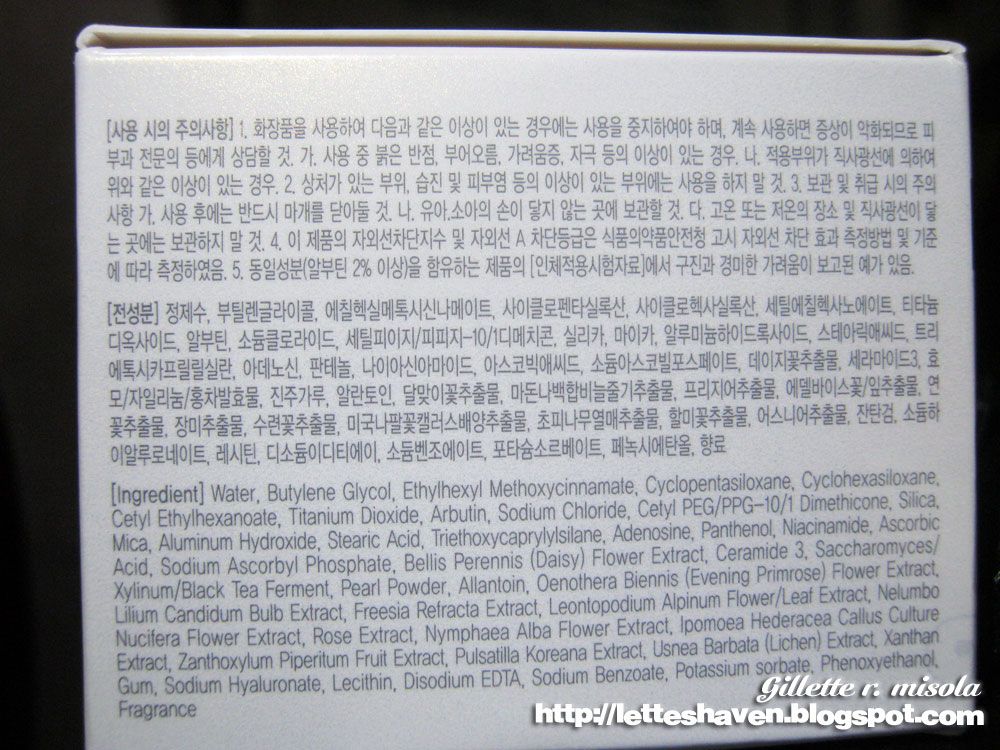 [사용 시의 주의사항] 1. 화장품을 사용하여 다음과 같은 이상이 있는 경우에는 사용을 중지하여야 하며, 계속 사용하면 증상이 악화되므로 피
부과 전문의 등에게 상담할 것. 가. 사용 중 붉은 반점, 부어오름, 가려움증, 자극 등의 이상이 있는 경우. 나. 적용부위가 직사광선에 의하여
위와 같은 이상이 있는 경우. 2. 상처가 있는 부위, 습진 및 피부염 등의 이상이 있는 부위에는 사용을 하지 말 것. 3. 보관 및 취급 시의 주의
사항 가. 사용 후에는 반드시 마개를 닫아둘 것. 나. 유아.소아의 손이 닿지 않는 곳에 보관할 것. 다. 고온 또는 저온의 장소 및 직사광선이 닿
는 곳에는 보관하지 말 것. 4. 이 제품의 자외선차단지수 및 자외선 A 차단등급은 식품의약품안전청 고시 자외선 차단 효과 측정방법 및 기준
에 따라 측정하였음. 5. 동일성분(알부틴 2% 이상)을 함유하는 제품의 [인체적용시험자료]에서 구진과 경미한 가려움이 보고된 예가 있음.
[전성분] 정제수, 부틸렌글라이콜, 에칠헥실메톡시신나메이트, 사이클로펜타실록산, 사이클로헥사실록산, 세틸에칠헥사노에이트, 티타늄
디옥사이드, 알부틴, 소듐클로라이드, 세틸피이지/피피지-10/1디메치콘, 실리카, 마이카, 알루미늄하이드록사이드, 스테아릭애씨드, 트리
에톡시카프릴릴실란, 아데노신, 판테놀, 나이아신아마이드, 아스코빅애씨드, 소듐아스코빌포스페이트, 데이지꽃추출물, 세라마이드3, 효
모/자일리눔/홍차발효물, 진주가루, 알란토인, 달맞이꽃추출물, 마돈나백합비늘줄기추출물, 프리지어추출물, 에델바이스꽃/잎추출물, 연
꽃추출물, 장미추출물, 수련꽃추출물, 미국나팔꽃캘러스배양추출물, 초피나무열매추출물, 할미꽃추출물, 어스니어추출물, 잔탄검, 소듐하
이알루로네이트, 레시틴, 디소듐이디티에이, 소듐벤조에이트, 포타슘소르베이트, 페녹시에탄올, 향료
[Ingredient] Water, Butylene Glycol, Ethylhexyl Methoxycinnamate, Cyclopentasiloxane, Cyclohexasiloxane,
Cetyl Ethylhexanoate, Titanium Dioxide, Arbutin, Sodium Chloride, Cetyl PEG/PPG-10/1 Dimethicone, Silica,
Mica, Aluminum Hydroxide, Stearic Acid, Triethoxycaprylylsilane, Adenosine, Panthenol, Niacinamide, Ascorbic
Acid, Sodium Ascorbyl Phosphate, Bellis Perennis (Daisy) Flower Extract, Ceramide 3, Saccharomyces/
Xylinum/Black Tea Ferment, Pearl Powder, Allantoin, Oenothera Biennis (Evening Primrose) Flower Extract,
Lilium Candidum Bulb Extract, Freesia Refracta Extract, Leontopodium Alpinum Flower/Leaf Extract, Nelumbo
Nucifera Flower Extract, Rose Extract, Nymphaea Alba Flower Extract, Ipomoea Hederacea Callus Culture
Extract, Zanthoxylum Piperitum Fruit Extract, Pulsatilla Koreana Extract, Usnea Barbata (Lichen) Extract, Xanthan
Gum, Sodium Hyaluronate, Lecithin, Disodium EDTA, Sodium Benzoate, Potassium sorbate, Phenoxyethanol,
Fragrance
Gillette r. misola
http://letteshaven.blogspot.com